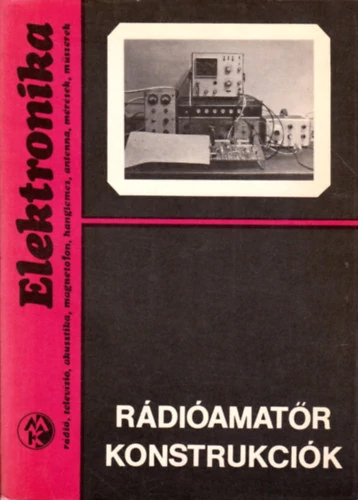 Elektronika
rádió, televízió, akusztika, magnetofon, hanglemez, antenna, mérések, műszerek
RÁDIÓAMATŐR
KONSTRUKCIÓK